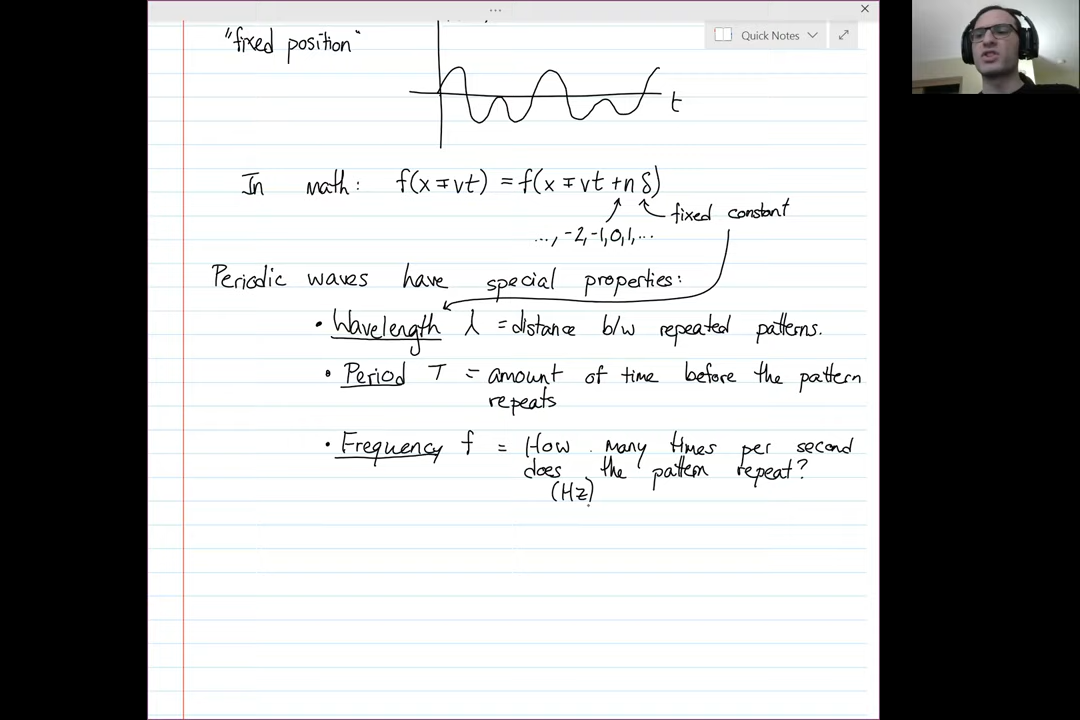 Quick Notes
"fixed position"
t
In math: f(x ∓ vt) = f(x ∓ vt + n δ)
fixed constant
..., -2, -1, 0, 1, ...
Periodic waves have special properties:
• Wavelength λ = distance b/w repeated patterns.
• Period T = amount of time before the pattern
repeats
• Frequency f = How many times per second
does the pattern repeat?
(Hz)